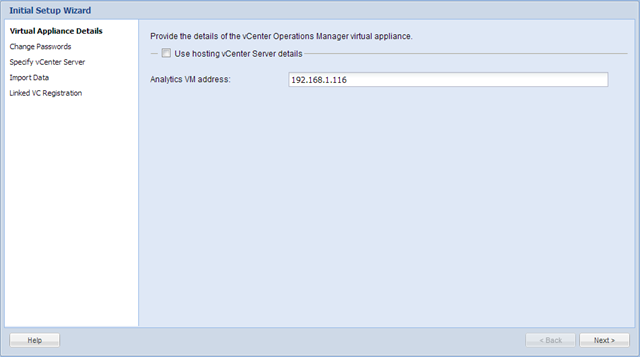 Initial Setup Wizard
Virtual Appliance Details
Change Passwords
Specify vCenter Server
Import Data
Linked VC Registration
Provide the details of the vCenter Operations Manager virtual appliance.
Use hosting vCenter Server details
Analytics VM address: 192.168.1.116
Help < Back Next >